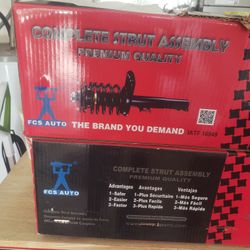 COMPLETE STRUT ASSEMBLY
PREMIUM QUALITY
FCS AUTO
THE BRAND YOU DEMAND
IATF 16949
COMPLETE STRUT ASSEMBLY
PREMIUM QUALITY
FCS AUTO
Advantages Avantages Ventajas
1-Safer 1-Plus Sécuritaire 1-Más Seguro
2-Easier 2-Plus Facile 2-Más Fácil
3-Faster 3-Plus Rapide 3-Más Rápido